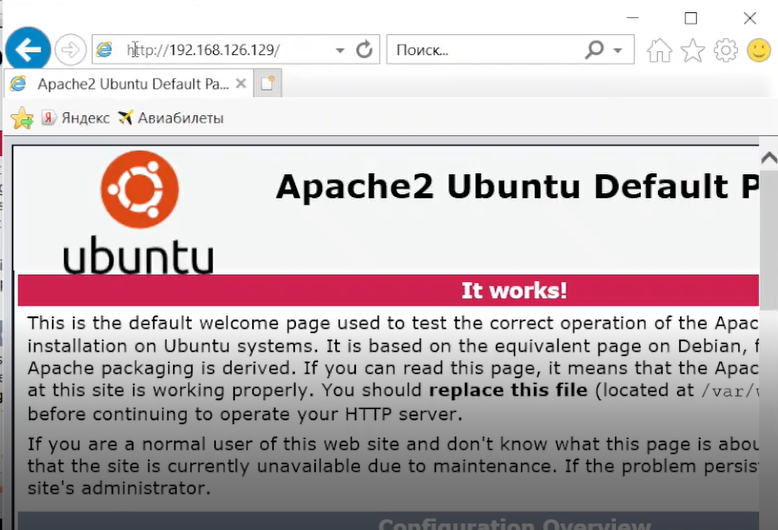 http://192.168.126.129/
Поиск...
Apache2 Ubuntu Default Pa...
Яндекс
Авиабилеты
Apache2 Ubuntu Default P
ubuntu
It works!
This is the default welcome page used to test the correct operation of the Apac
installation on Ubuntu systems. It is based on the equivalent page on Debian, f
Apache packaging is derived. If you can read this page, it means that the Apac
at this site is working properly. You should replace this file (located at /var/w
before continuing to operate your HTTP server.
If you are a normal user of this web site and don't know what this page is abou
that the site is currently unavailable due to maintenance. If the problem persis
site's administrator.
Configuration Overview